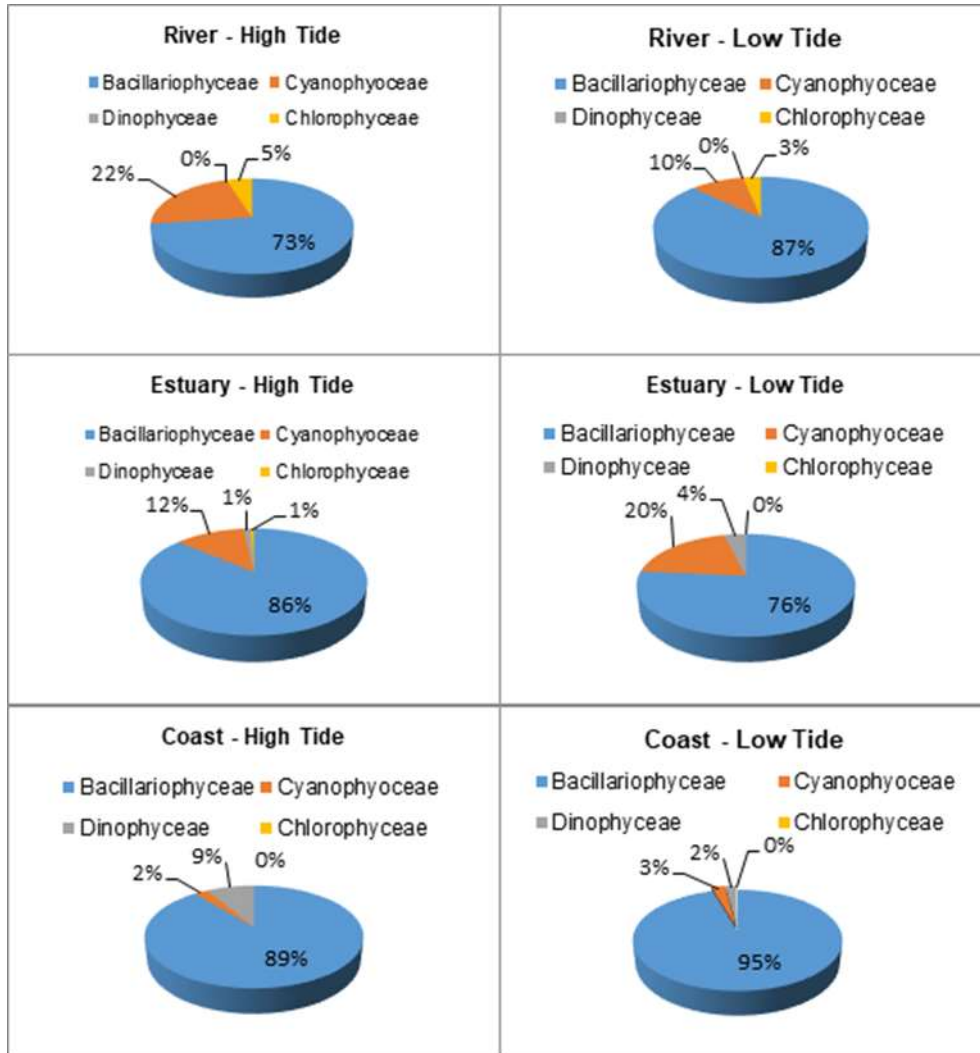 River - High Tide
Bacillariophyceae Cyanophyoceae
Dinophyceae Chlorophyceae
0% 5%
22%
73%
River - Low Tide
Bacillariophyceae Cyanophyoceae
Dinophyceae Chlorophyceae
0% 3%
10%
87%
Estuary - High Tide
Bacillariophyceae Cyanophyoceae
Dinophyceae Chlorophyceae
12% 1% 1%
86%
Estuary - Low Tide
Bacillariophyceae Cyanophyoceae
Dinophyceae Chlorophyceae
20% 4% 0%
76%
Coast - High Tide
Bacillariophyceae Cyanophyoceae
Dinophyceae Chlorophyceae
2% 9% 0%
89%
Coast - Low Tide
Bacillariophyceae Cyanophyoceae
Dinophyceae Chlorophyceae
3% 2% 0%
95%